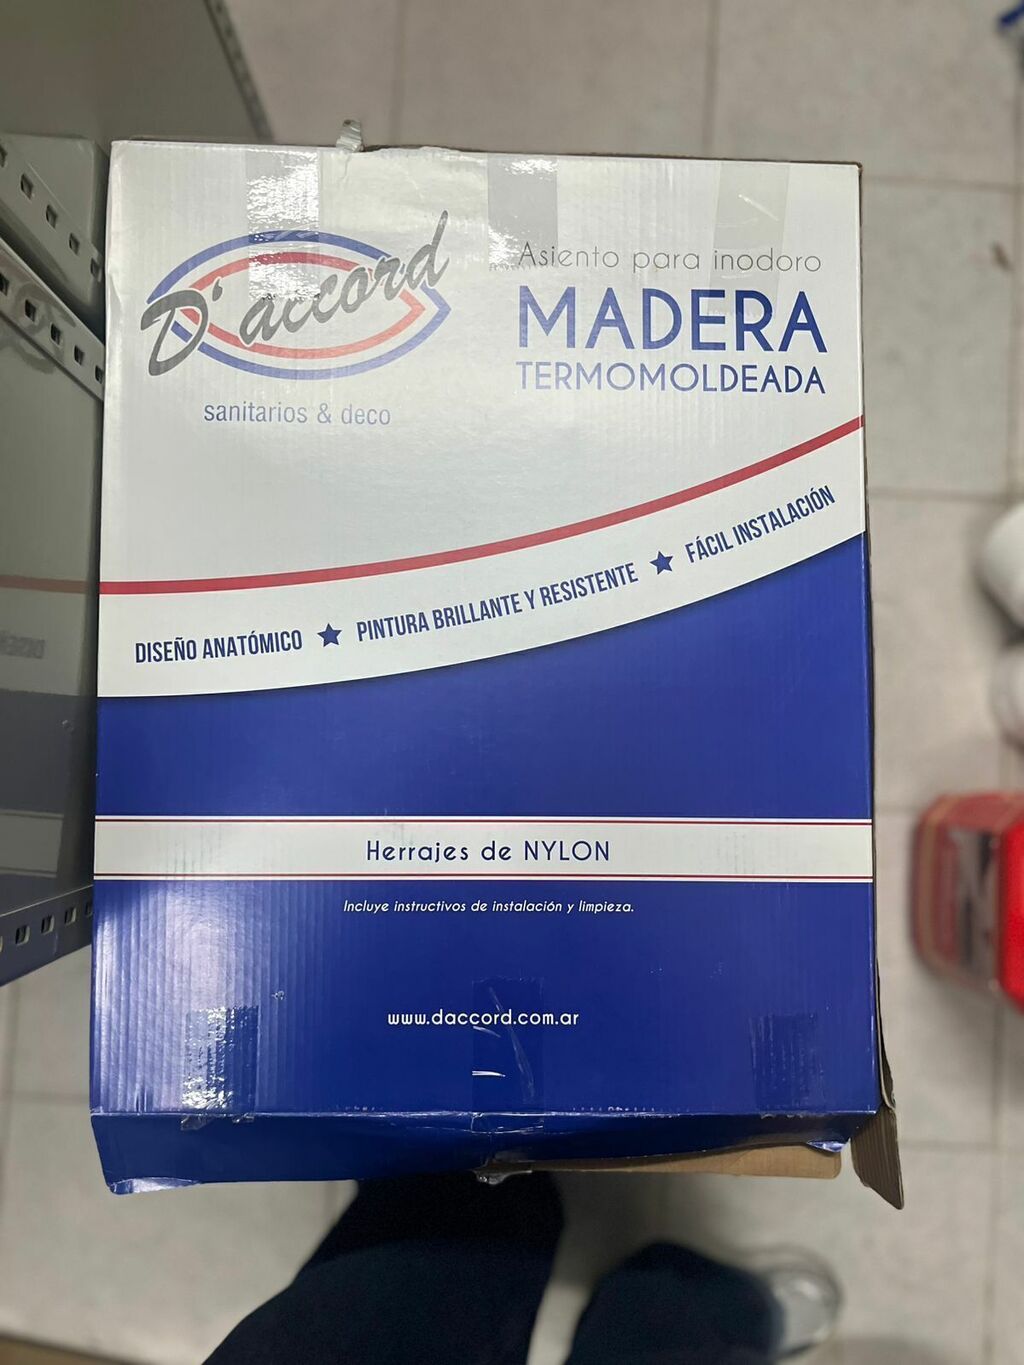 D'accord
sanitarios & deco
Asiento para inodoro
MADERA
TERMOMOLDEADA
DISEÑO ANATÓMICO ★ PINTURA BRILLANTE Y RESISTENTE ★ FÁCIL INSTALACIÓN
Herrajes de NYLON
Incluye instructivos de instalación y limpieza.
www.daccord.com.ar